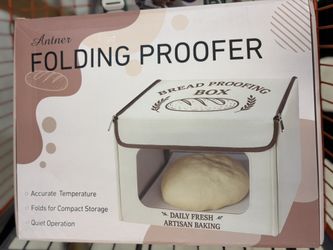 Antner
FOLDING PROOFER
BREAD PROOFING
BOX
Accurate Temperature
Folds for Compact Storage
Quiet Operation
DAILY FRESH
ARTISAN BAKING